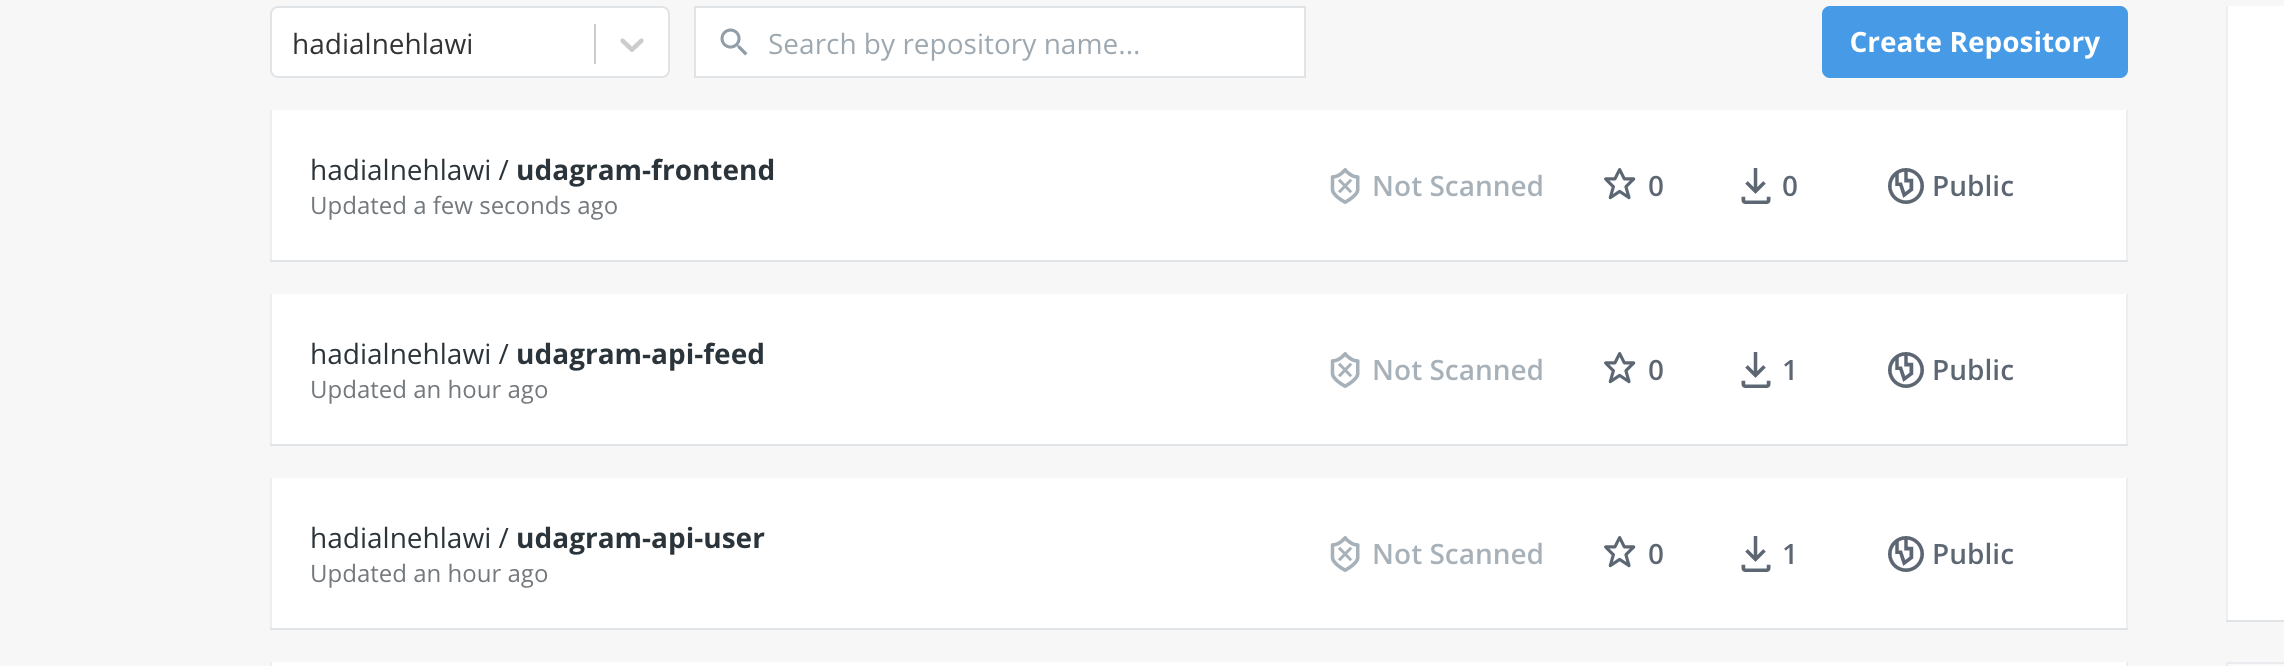 hadialnehlawi
Search by repository name...
Create Repository
hadialnehlawi / udagram-frontend
Updated a few seconds ago
Not Scanned
0
0
Public
hadialnehlawi / udagram-api-feed
Updated an hour ago
Not Scanned
0
1
Public
hadialnehlawi / udagram-api-user
Updated an hour ago
Not Scanned
0
1
Public